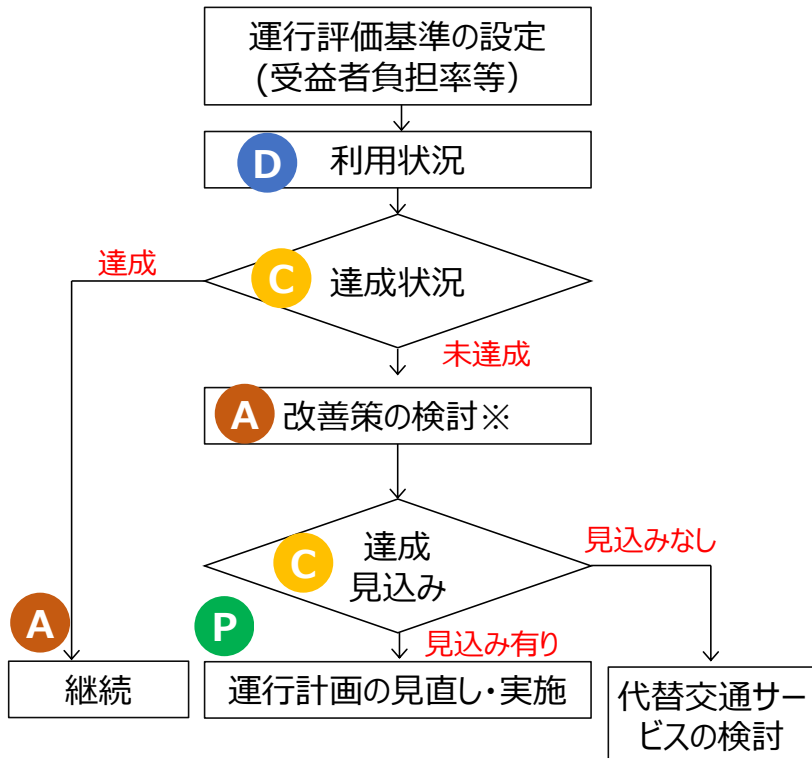 運行評価基準の設定
(受益者負担率等）
D
利用状況
達成
C
達成状況
未達成
A
改善策の検討※
C
達成
見込み
見込みなし
A
P
見込み有り
継続
運行計画の見直し・実施
代替交通サー
ビスの検討